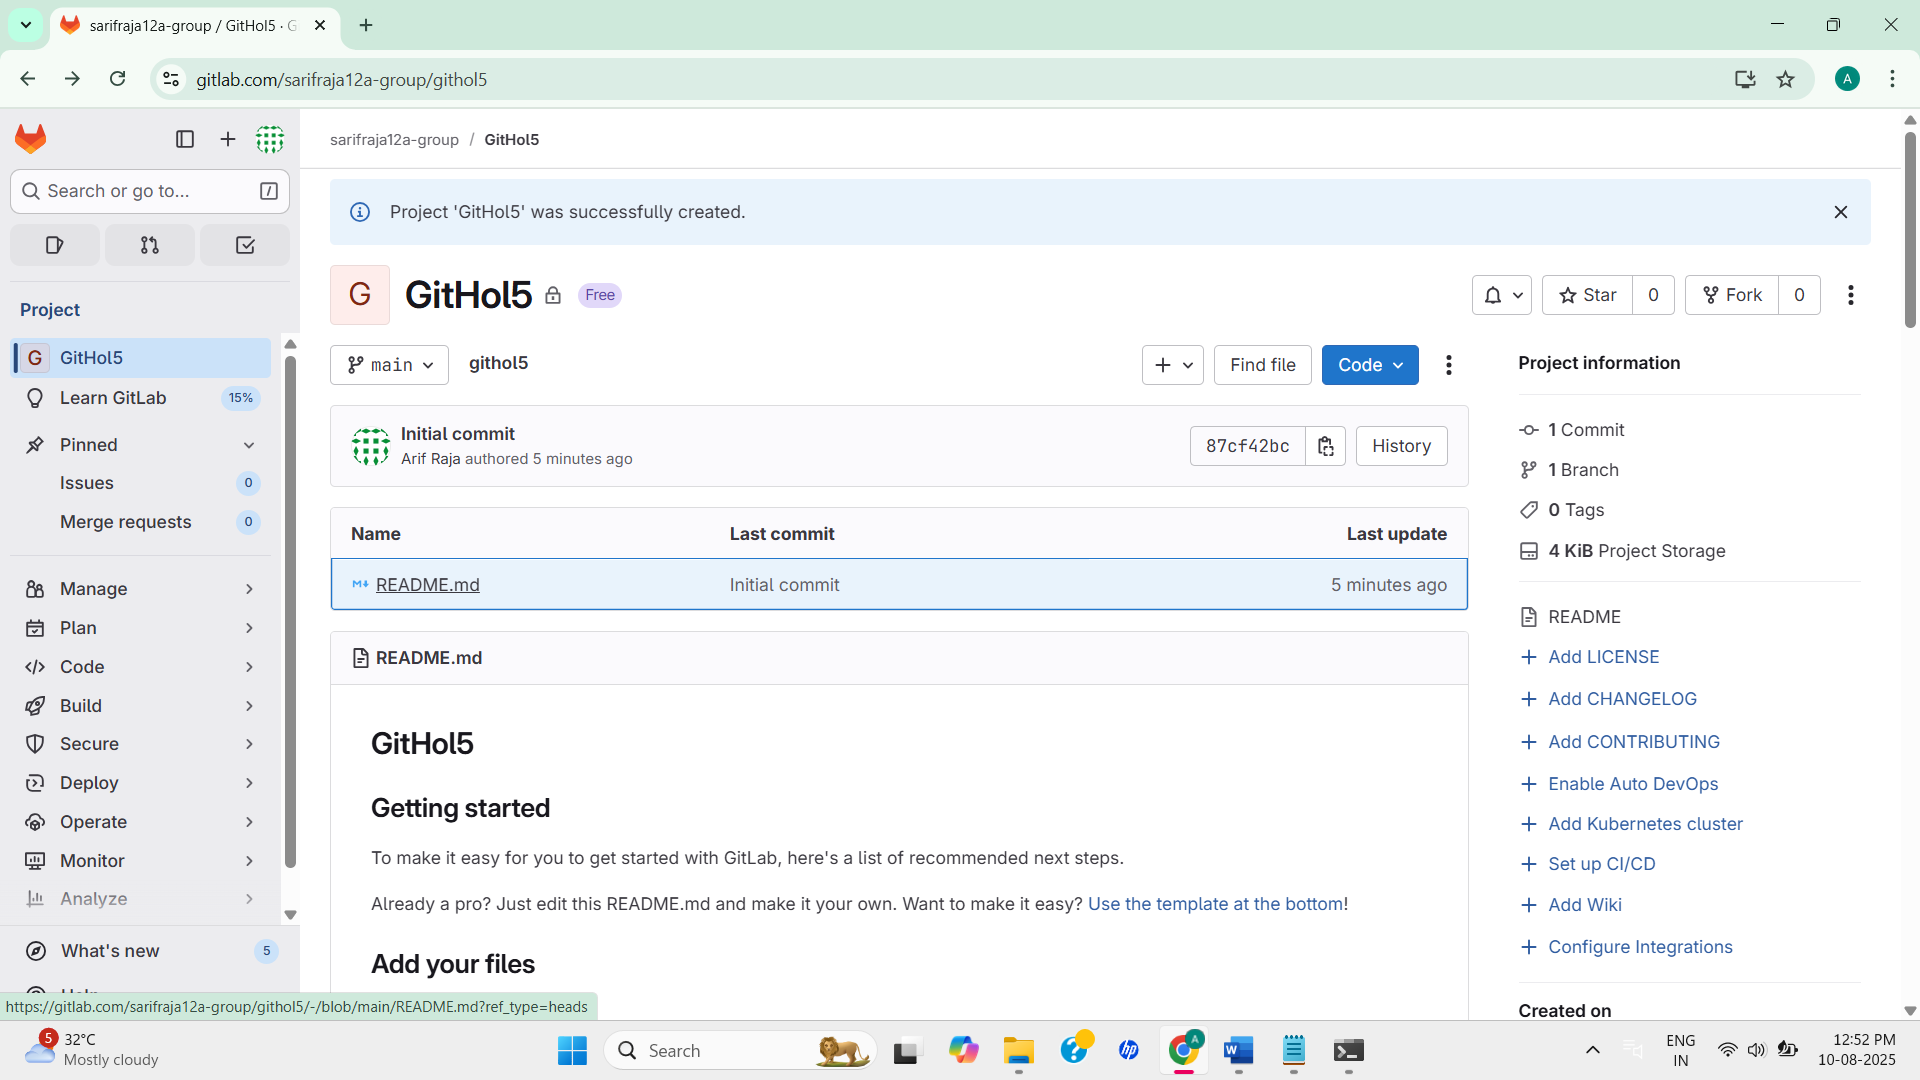 sarifraja12a-group / GitHol5 · G
gitlab.com/sarifraja12a-group/githol5
A
sarifraja12a-group / GitHol5
Search or go to... /
Project 'GitHol5' was successfully created.
G GitHol5 Free
Star 0
Fork 0
Project
G GitHol5
Learn GitLab 15%
Pinned
Issues 0
Merge requests 0
Manage
Plan
Code
Build
Secure
Deploy
Operate
Monitor
Analyze
What's new 5
main githol5
Find file Code
Initial commit
Arif Raja authored 5 minutes ago
87cf42bc History
Name Last commit Last update
README.md Initial commit 5 minutes ago
README.md
GitHol5
Getting started
To make it easy for you to get started with GitLab, here's a list of recommended next steps.
Already a pro? Just edit this README.md and make it your own. Want to make it easy? Use the template at the bottom!
Add your files
Project information
1 Commit
1 Branch
0 Tags
4 KiB Project Storage
README
Add LICENSE
Add CHANGELOG
Add CONTRIBUTING
Enable Auto DevOps
Add Kubernetes cluster
Set up CI/CD
Add Wiki
Configure Integrations
Created on
https://gitlab.com/sarifraja12a-group/githol5/-/blob/main/README.md?ref_type=heads
5 32°C
Mostly cloudy
Search
hp
A
W
ENG
IN
12:52 PM
10-08-2025